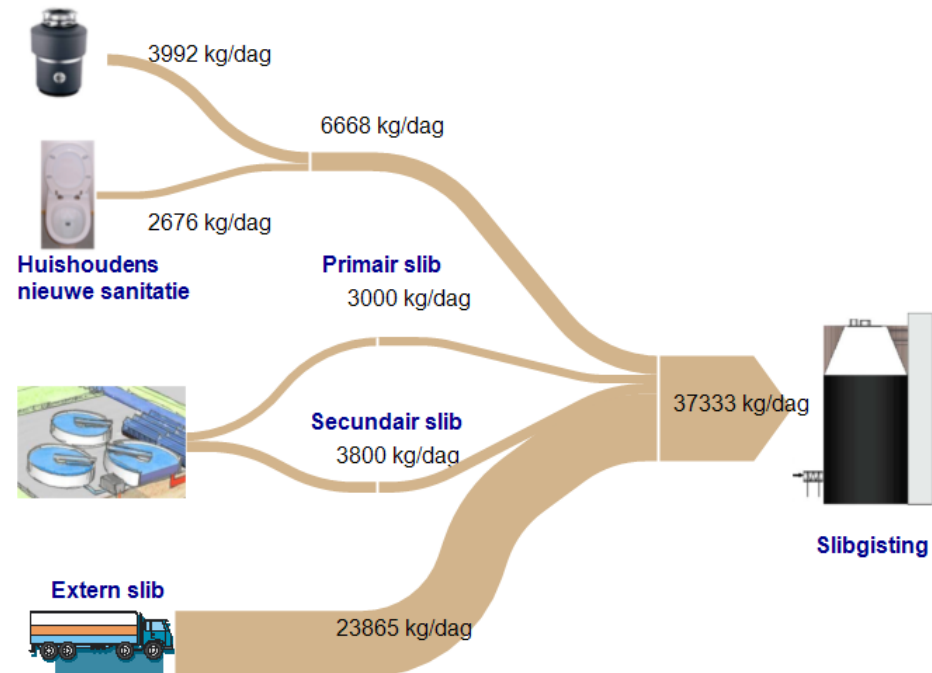 3992 kg/dag
6668 kg/dag
2676 kg/dag
Huishoudens
nieuwe sanitatie
Primair slib
3000 kg/dag
Secundair slib
3800 kg/dag
37333 kg/dag
Slibgisting
Extern slib
23865 kg/dag